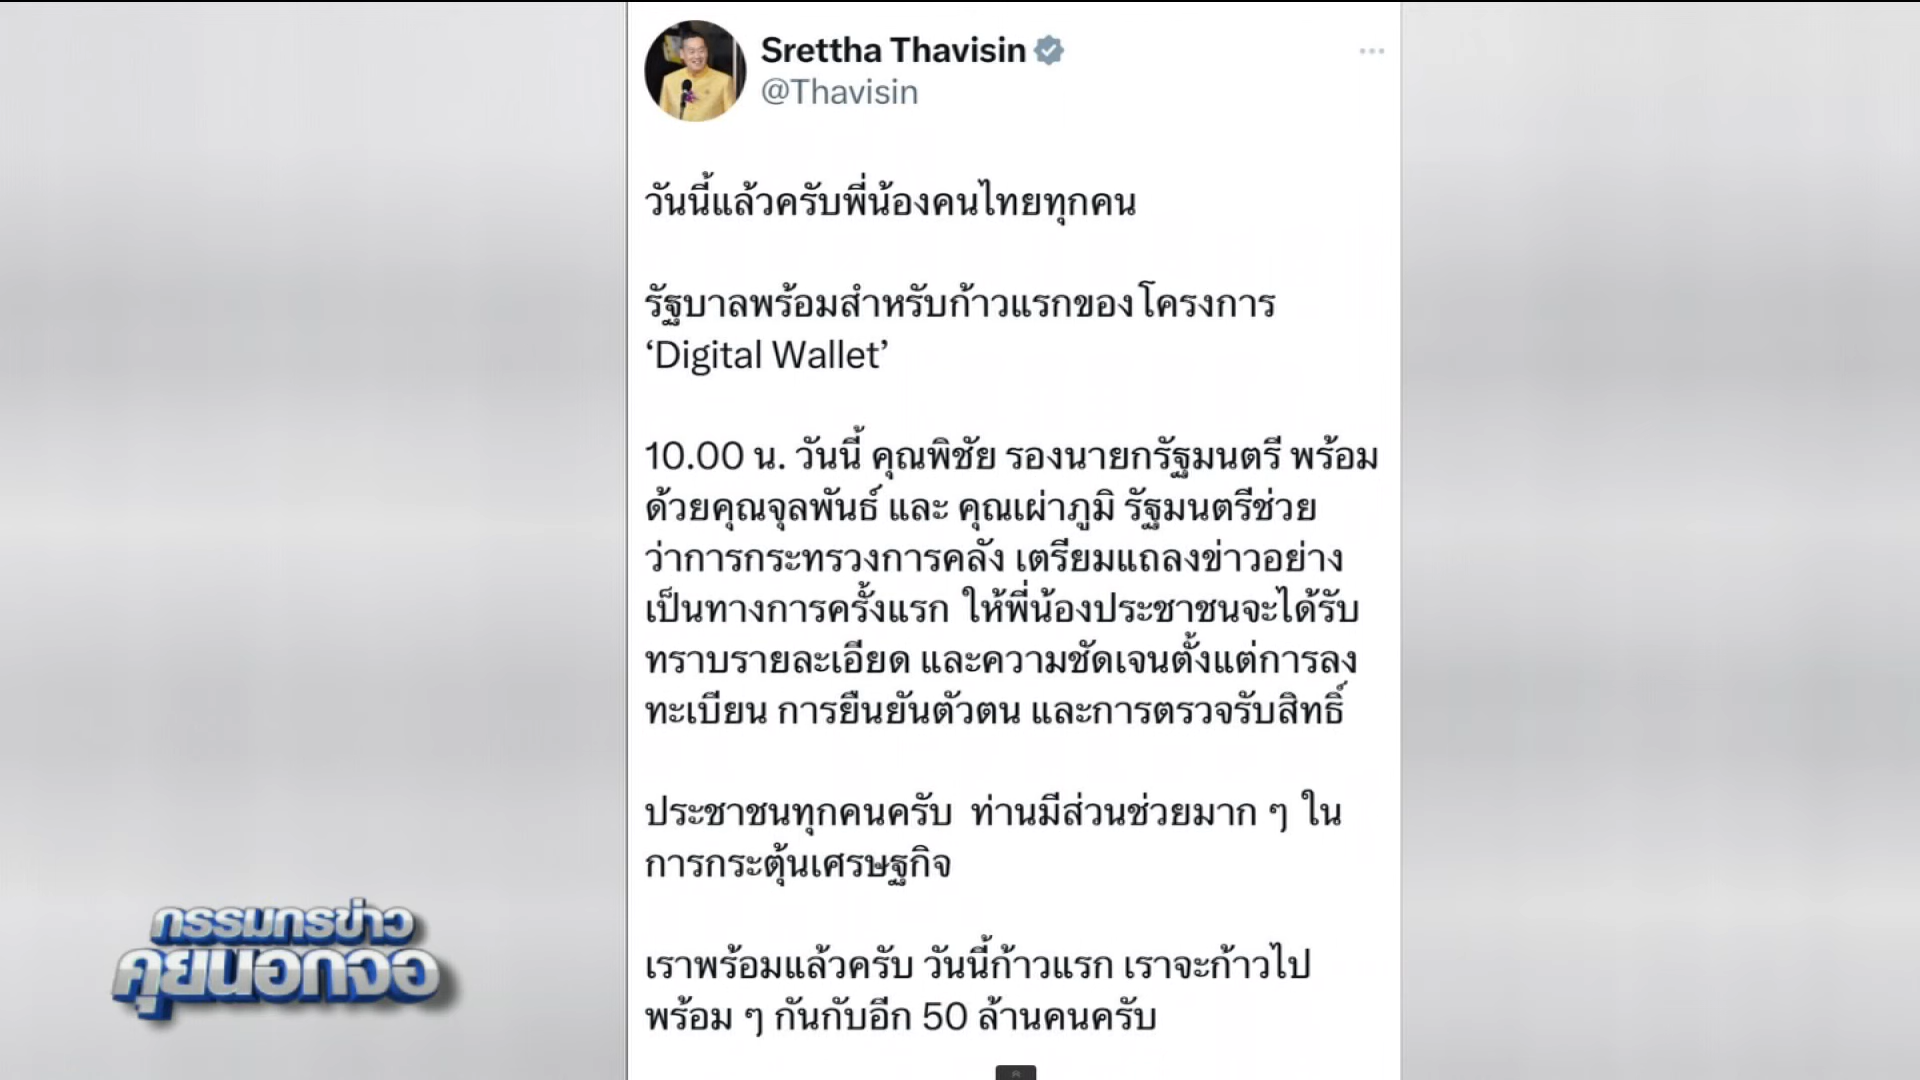 Srettha Thavisin
@Thavisin
วันนี้แล้วครับพี่น้องคนไทยทุกคน
รัฐบาลพร้อมสำหรับก้าวแรกของโครงการ
‘Digital Wallet’
10.00 น. วันนี้ คุณพิชัย รองนายกรัฐมนตรี พร้อม
ด้วยคุณจุลพันธ์ และ คุณเผ่าภูมิ รัฐมนตรีช่วย
ว่าการกระทรวงการคลัง เตรียมแถลงข่าวอย่าง
เป็นทางการครั้งแรก ให้พี่น้องประชาชนจะได้รับ
ทราบรายละเอียด และความชัดเจนตั้งแต่การลง
ทะเบียน การยืนยันตัวตน และการตรวจรับสิทธิ์
ประชาชนทุกคนครับ ท่านมีส่วนช่วยมาก ๆ ใน
การกระตุ้นเศรษฐกิจ
เราพร้อมแล้วครับ วันนี้ก้าวแรก เราจะก้าวไป
พร้อม ๆ กันกับอีก 50 ล้านคนครับ
กรรมกรข่าว
คุยนอกจอ